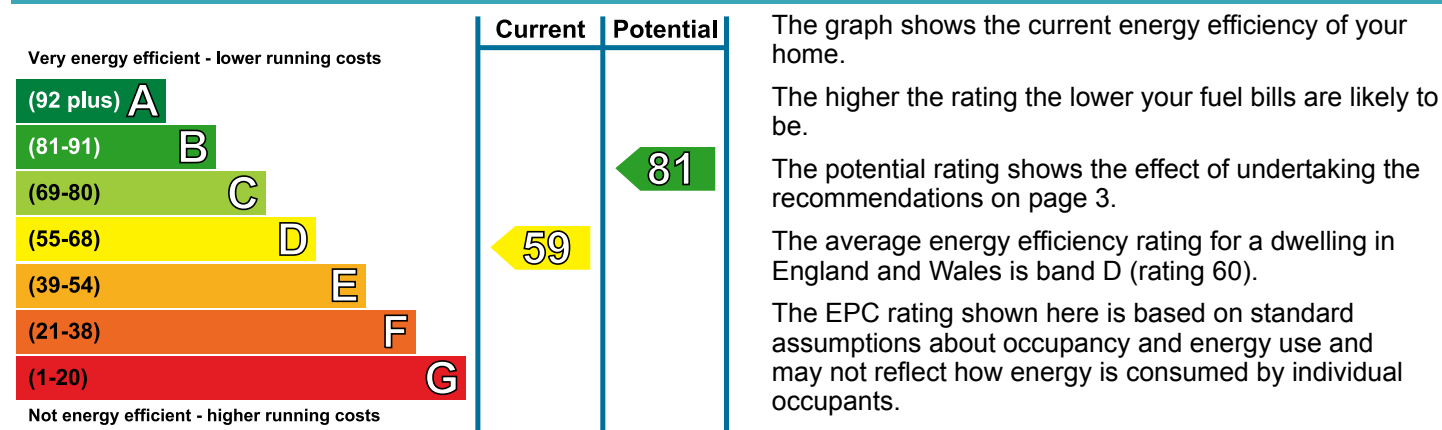 Current Potential
Very energy efficient - lower running costs
(92 plus) A
(81-91) B
(69-80) C
(55-68) D
(39-54) E
(21-38) F
(1-20) G
Not energy efficient - higher running costs
81
59
The graph shows the current energy efficiency of your
home.
The higher the rating the lower your fuel bills are likely to
be.
The potential rating shows the effect of undertaking the
recommendations on page 3.
The average energy efficiency rating for a dwelling in
England and Wales is band D (rating 60).
The EPC rating shown here is based on standard
assumptions about occupancy and energy use and
may not reflect how energy is consumed by individual
occupants.